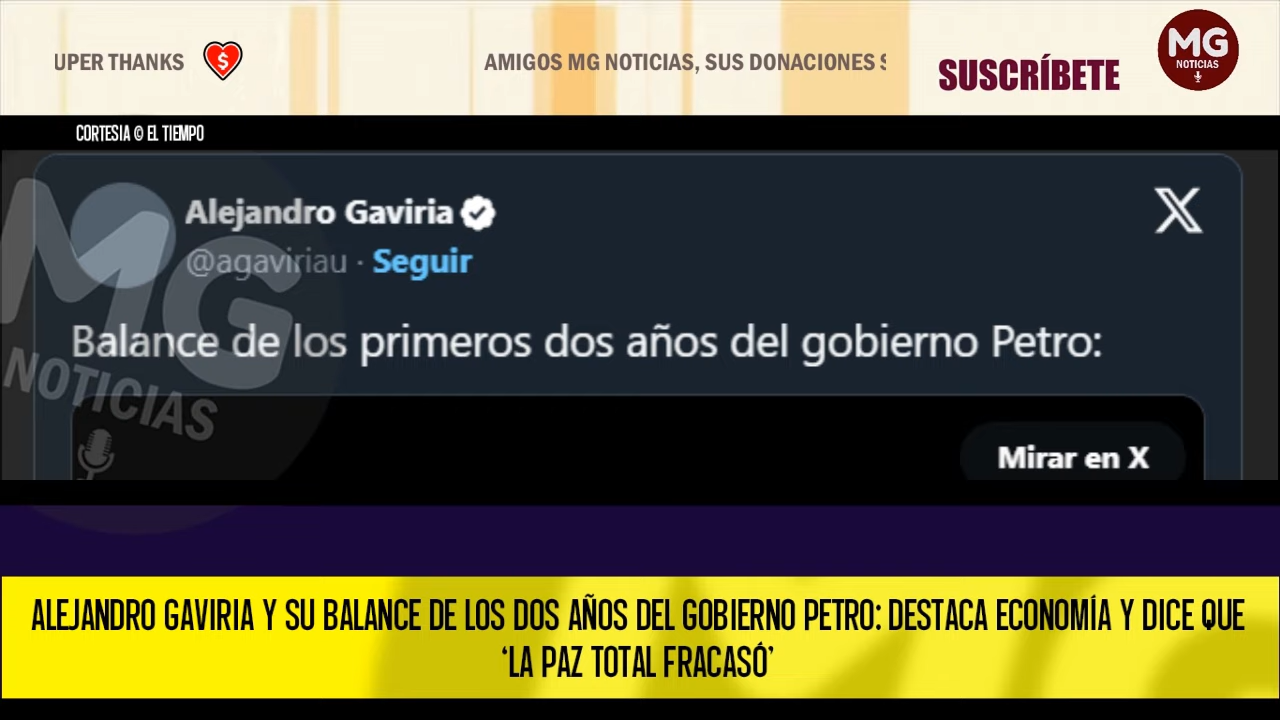 UPER THANKS
$
AMIGOS MG NOTICIAS, SUS DONACIONES
SUSCRÍBETE
MG
NOTICIAS
CORTESIA © EL TIEMPO
Alejandro Gaviria
@agaviriau · Seguir
Balance de los primeros dos años del gobierno Petro:
MG
NOTICIAS
Mirar en X
ALEJANDRO GAVIRIA Y SU BALANCE DE LOS DOS AÑOS DEL GOBIERNO PETRO: DESTACA ECONOMÍA Y DICE QUE
‘LA PAZ TOTAL FRACASÓ’